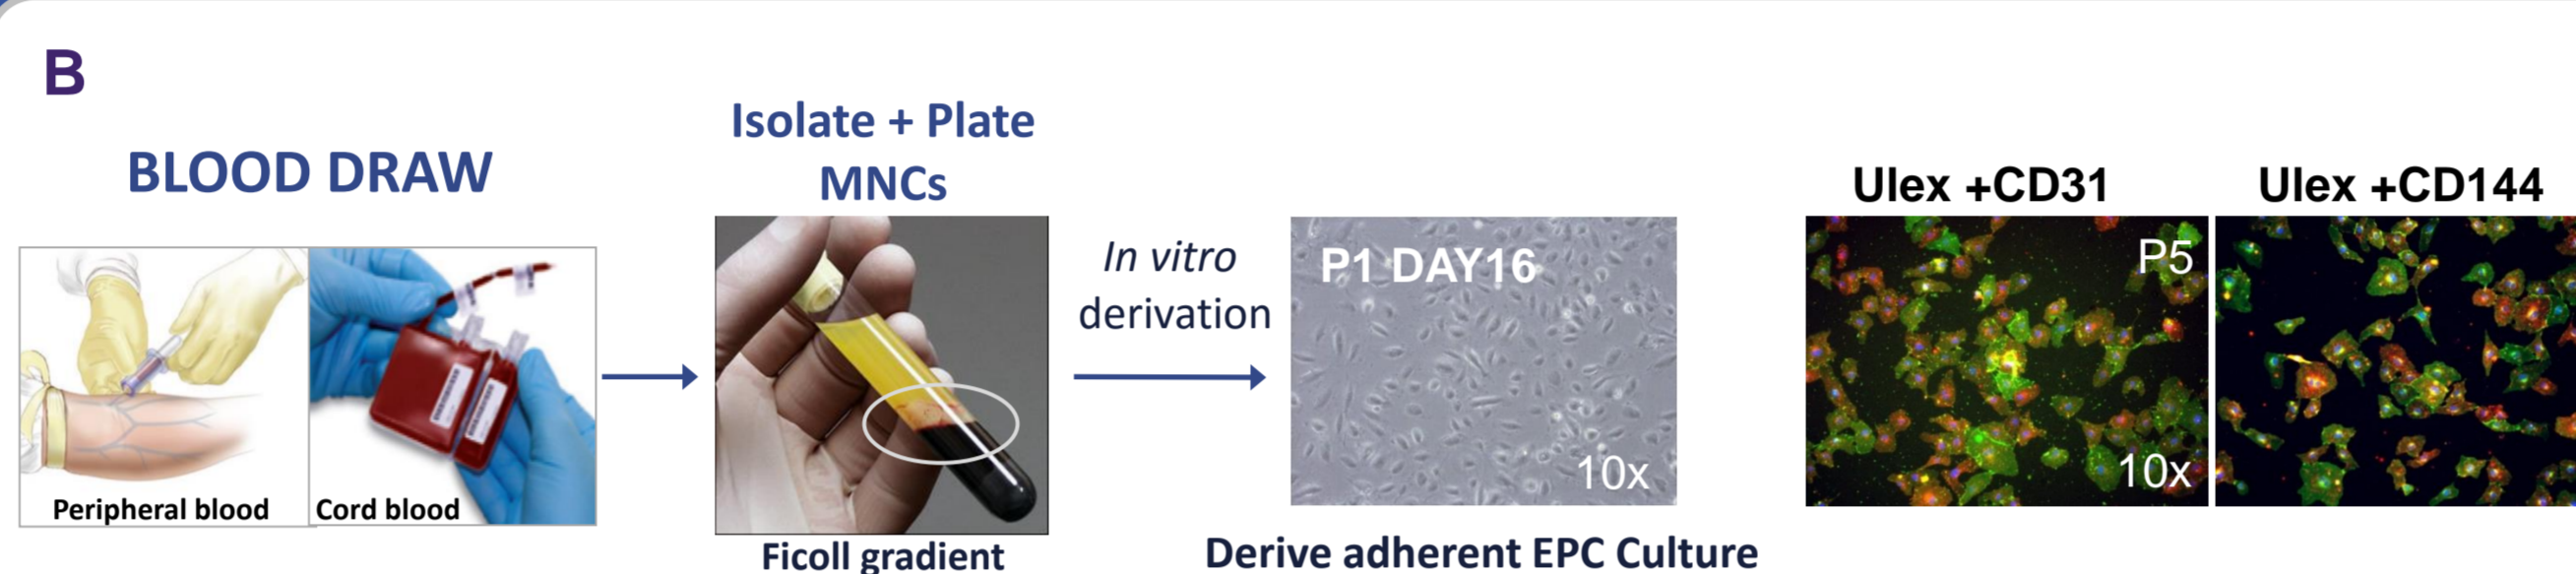 B
BLOOD DRAW
Peripheral blood
Cord blood
Isolate + Plate
MNCs
Ficoll gradient
In vitro
derivation
P1 DAY16
10x
Derive adherent EPC Culture
Ulex +CD31
P5
10x
Ulex +CD144